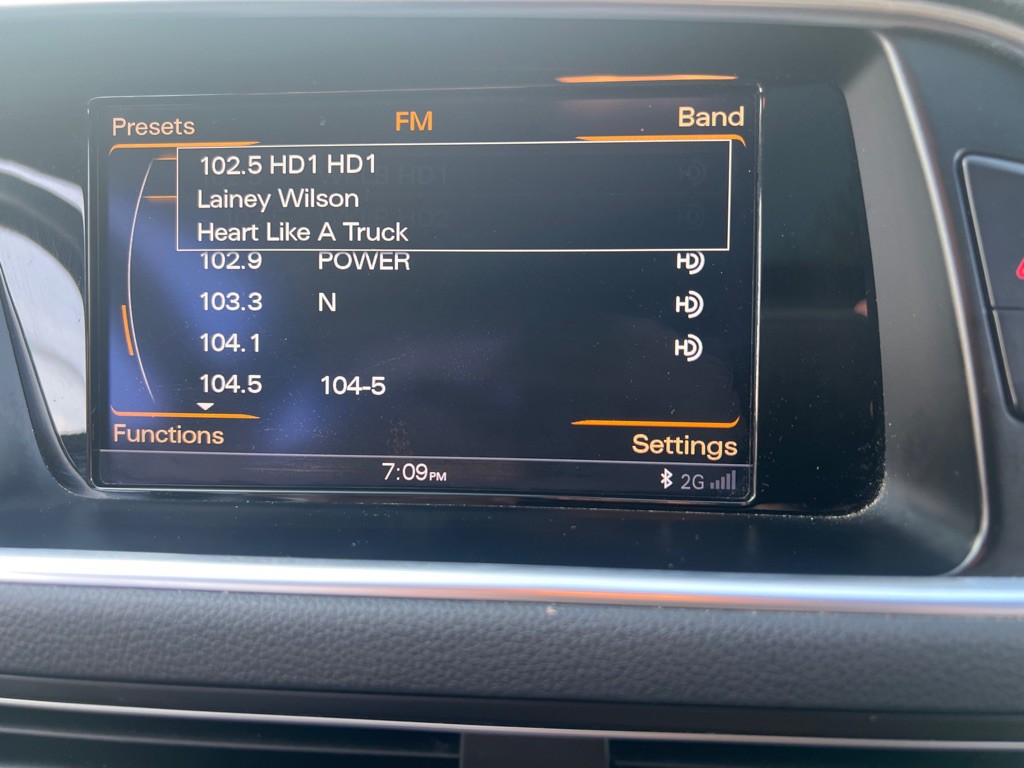 Presets FM Band
102.5 HD1 HD1
Lainey Wilson
Heart Like A Truck
102.9 POWER HD
103.3 N HD
104.1 HD
104.5 104-5
Functions Settings
7:09PM 2G